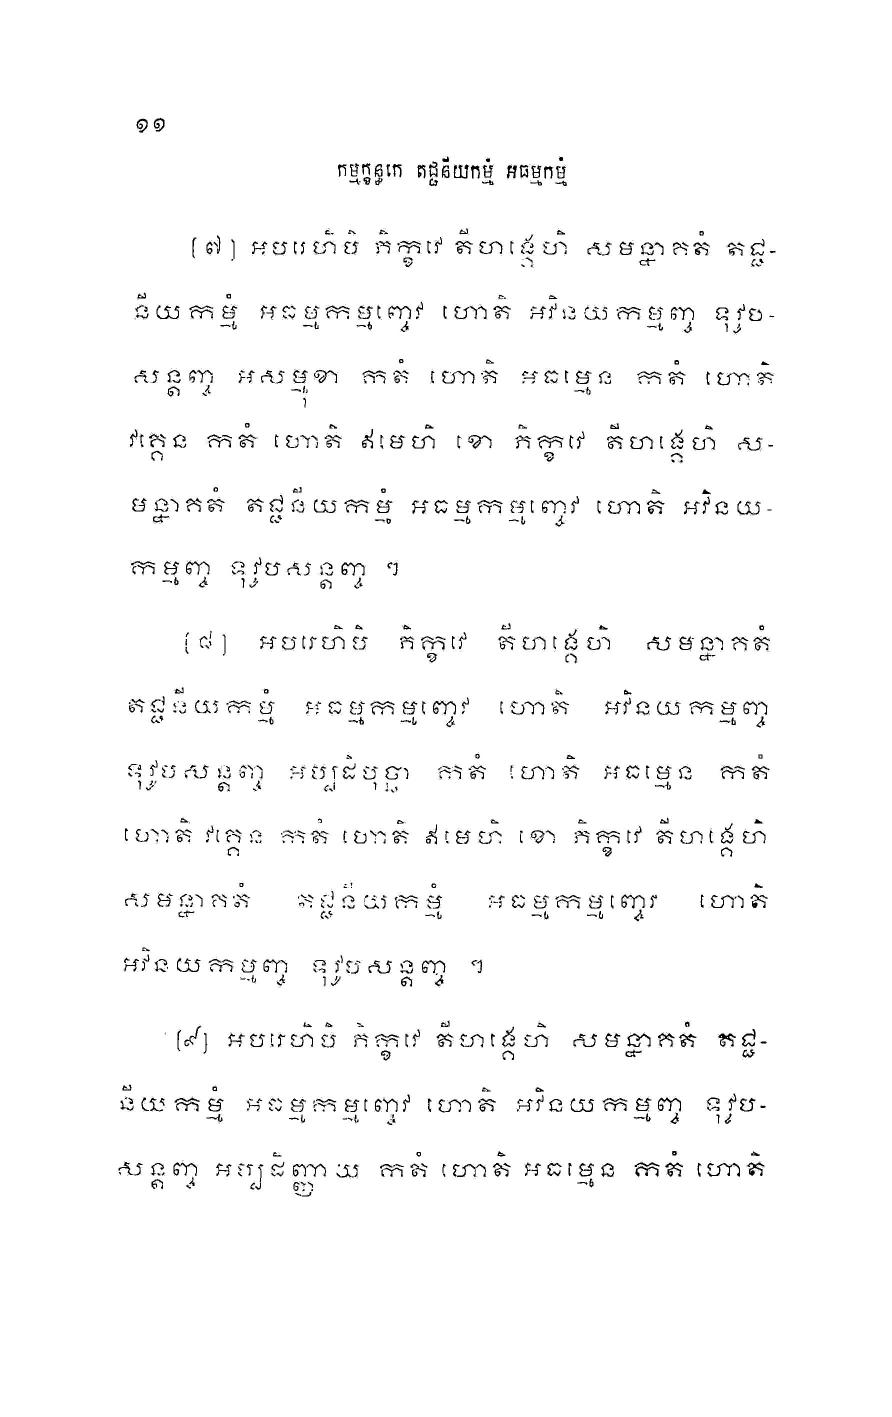 ១១
កម្មក្ខន្ធកេ តជ្ជនីយកម្មំ អធម្មកម្មំ
[៧] អបរេហិបិ ភិក្ខវេ តីហង្គេហិ សមន្នាគតំ តជ្ជ-
នីយកម្មំ អធម្មកម្មញ្ចេវ ហោតិ អវិនយកម្មញ្ច ទុវូប-
សន្តញ្ច អសម្មុខា កតំ ហោតិ អធម្មេន កតំ ហោតិ
វគ្គេន កតំ ហោតិ ឥមេហិ ខោ ភិក្ខវេ តីហង្គេហិ ស-
មន្នាគតំ តជ្ជនីយកម្មំ អធម្មកម្មញ្ចេវ ហោតិ អវិនយ-
កម្មញ្ច ទុវូបសន្តញ្ច ។
[៨] អបរេហិបិ ភិក្ខវេ តីហង្គេហិ សមន្នាគតំ
តជ្ជនីយកម្មំ អធម្មកម្មញ្ចេវ ហោតិ អវិនយកម្មញ្ច
ទុវូបសន្តញ្ច អប្បដិបុច្ឆា កតំ ហោតិ អធម្មេន កតំ
ហោតិ វគ្គេន កតំ ហោតិ ឥមេហិ ខោ ភិក្ខវេ តីហង្គេហិ
សមន្នាគតំ តជ្ជនីយកម្មំ អធម្មកម្មញ្ចេវ ហោតិ
អវិនយកម្មញ្ច ទុវូបសន្តញ្ច ។
[៩] អបរេហិបិ ភិក្ខវេ តីហង្គេហិ សមន្នាគតំ តជ្ជ-
នីយកម្មំ អធម្មកម្មញ្ចេវ ហោតិ អវិនយកម្មញ្ច ទុវូប-
សន្តញ្ច អប្បដិញ្ញាយ កតំ ហោតិ អធម្មេន កតំ ហោតិ